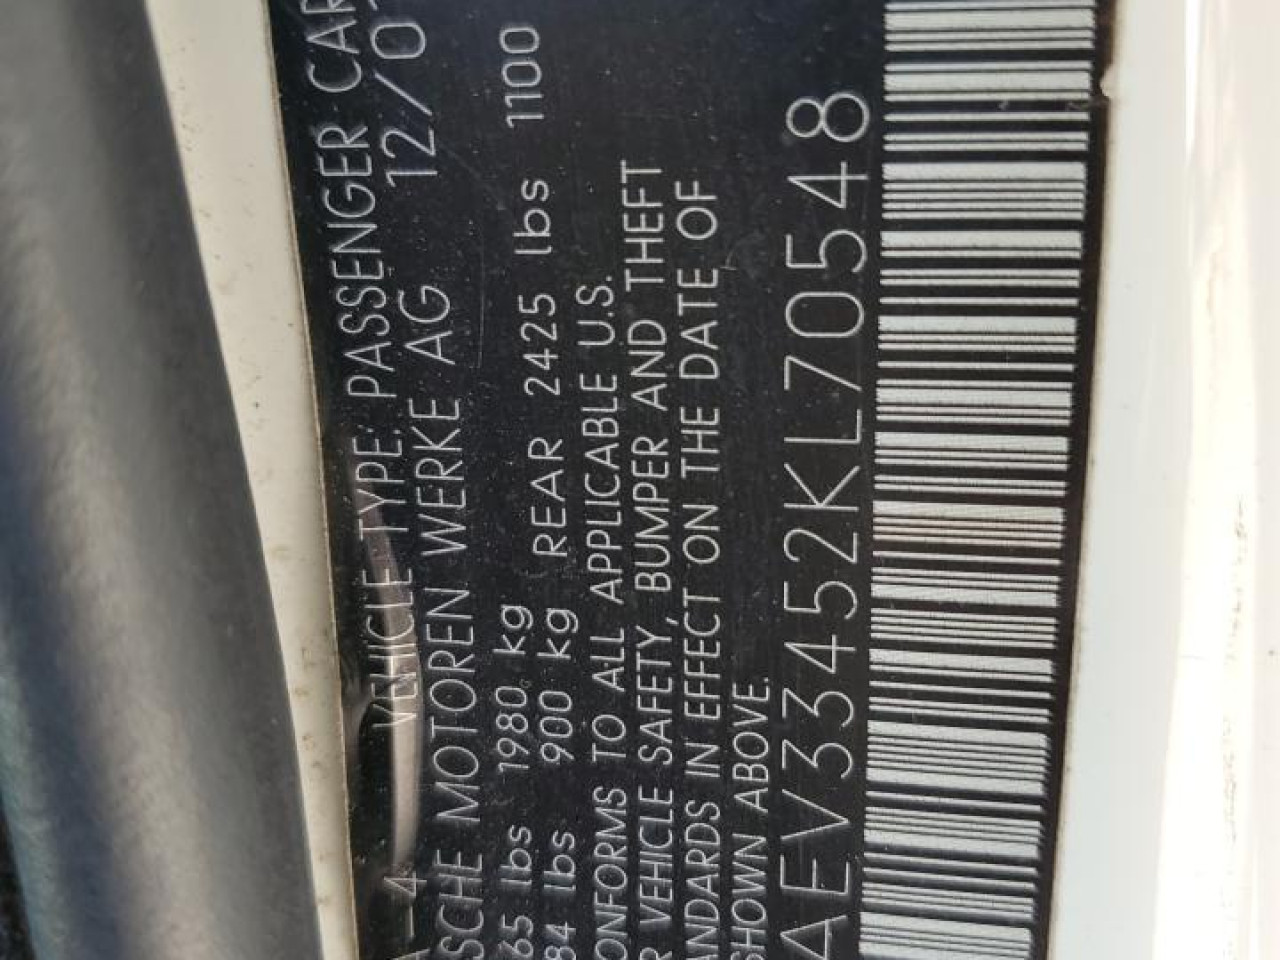 A-4 VEHICLE TYPE: PASSENGER CAR
SSCHE MOTOREN WERKE AG 12/0
65 lbs 1980 kg
84 lbs 900 kg REAR 2425 lbs 1100
ONFORMS TO ALL APPLICABLE U.S.
R VEHICLE SAFETY, BUMPER AND THEFT
ANDARDS IN EFFECT ON THE DATE OF
SHOWN ABOVE.
AEV33452KL70548